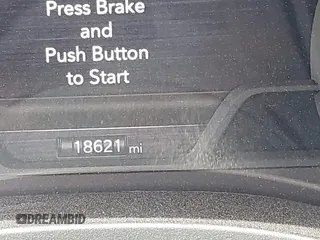 Press Brake
and
Push Button
to Start
18621 mi
DREAMBID